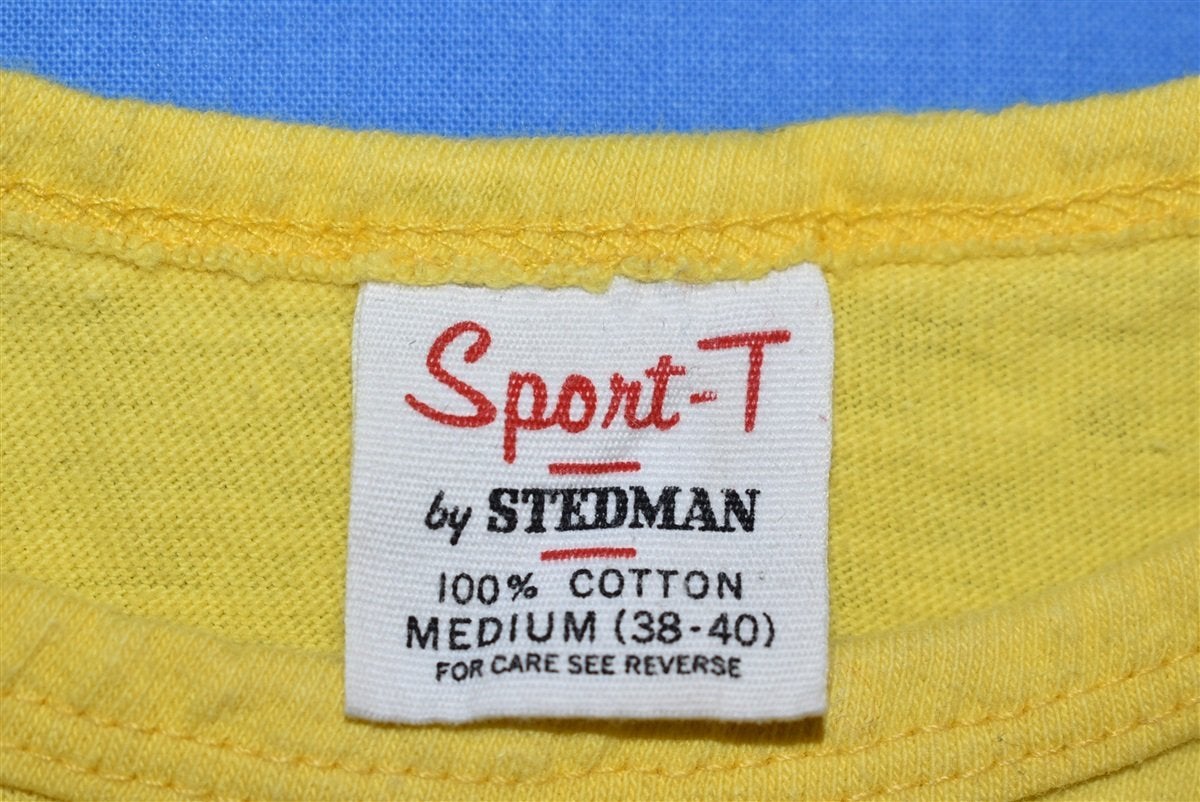 Sport-T
by STEDMAN
100% COTTON
MEDIUM (38-40)
FOR CARE SEE REVERSE